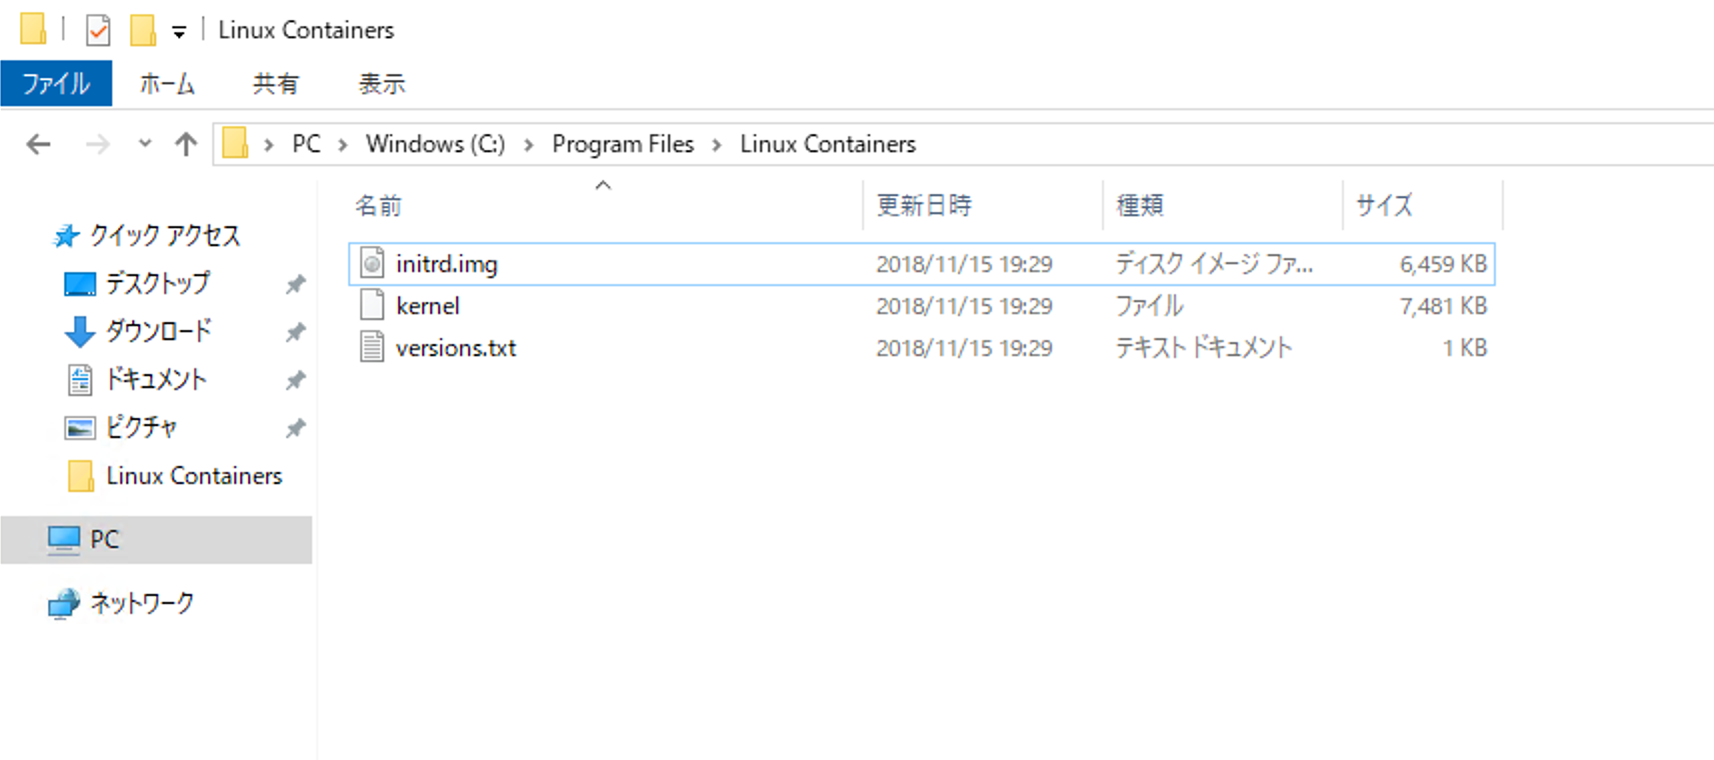 Linux Containers
ファイル ホーム 共有 表示
PC > Windows (C:) > Program Files > Linux Containers
名前 更新日時 種類 サイズ
クイック アクセス
デスクトップ
ダウンロード
ドキュメント
ピクチャ
Linux Containers
PC
ネットワーク
initrd.img 2018/11/15 19:29 ディスク イメージ ファ... 6,459 KB
kernel 2018/11/15 19:29 ファイル 7,481 KB
versions.txt 2018/11/15 19:29 テキスト ドキュメント 1 KB